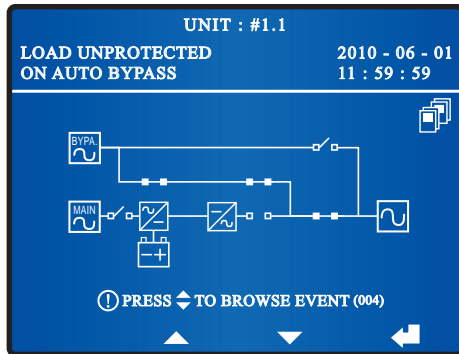 UNIT : #1.1
LOAD UNPROTECTED
2010 - 06 - 01
ON AUTO BYPASS
11 : 59 : 59
BYPA.
MAIN
PRESS TO BROWSE EVENT (004)